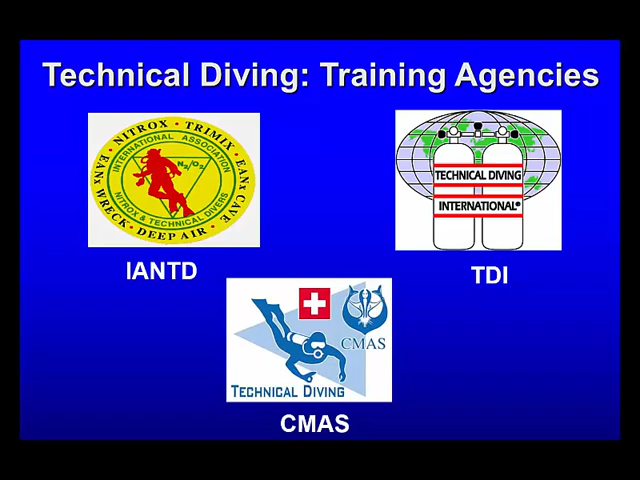 Technical Diving: Training Agencies
NITROX • TRIMIX • EANx CAVE • DEEP AIR • EANx WRECK •
INTERNATIONAL ASSOCIATION
N₂/O₂
NITROX & TECHNICAL DIVERS
IANTD
TECHNICAL DIVING
INTERNATIONAL®
TDI
CMAS
TECHNICAL DIVING
CMAS